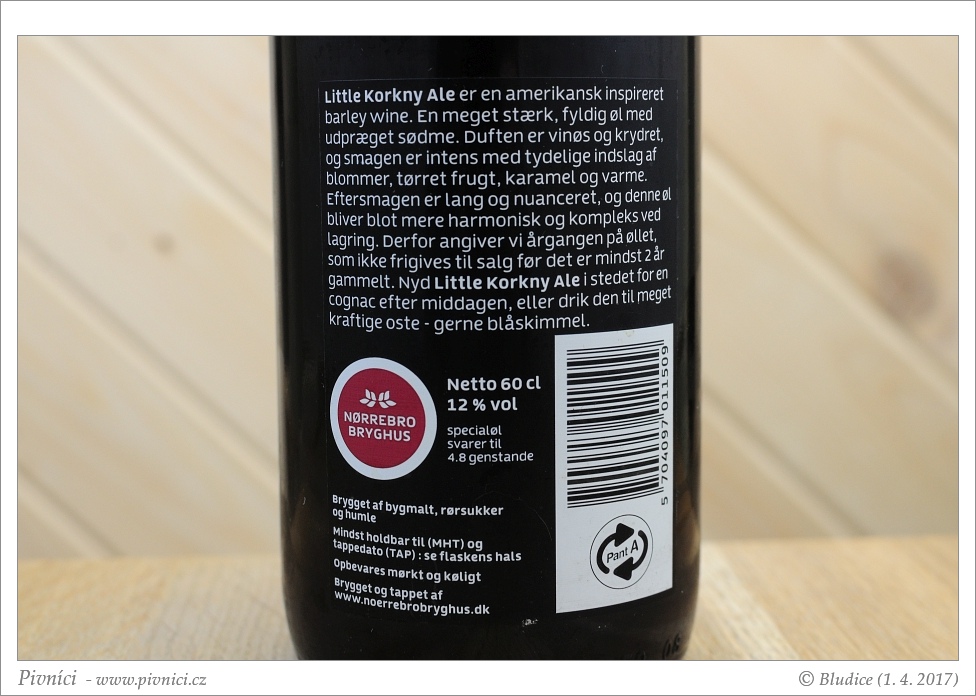 Little Korkny Ale er en amerikansk inspireret
barley wine. En meget stærk, fyldig øl med
udpræget sødme. Duften er vinøs og krydret,
og smagen er intens med tydelige indslag af
blommer, tørret frugt, karamel og varme.
Eftersmagen er lang og nuanceret, og denne øl
bliver blot mere harmonisk og kompleks ved
lagring. Derfor angiver vi årgangen på øllet,
som ikke frigives til salg før det er mindst 2 år
gammelt. Nyd Little Korkny Ale i stedet for en
cognac efter middagen, eller drik den til meget
kraftige oste - gerne blåskimmel.
NØRREBRO
BRYGHUS
Netto 60 cl
12 % vol
specialøl
svarer til
4.8 genstande
5 704097 011509
Pant A
Brygget af bygmalt, rørsukker
og humle
Mindst holdbar til (MHT) og
tappedato (TAP) : se flaskens hals
Opbevares mørkt og køligt
Brygget og tappet af
www.noerrebrobryghus.dk
Pivníci - www.pivnici.cz
© Bludice (1. 4. 2017)